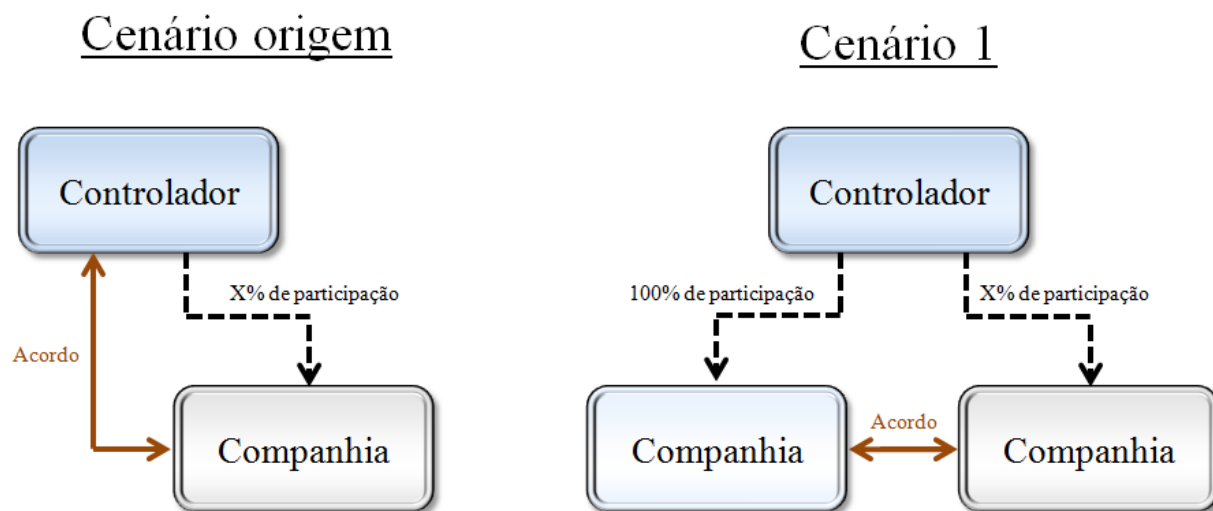 Cenário origem
Controlador
X% de participação
Acordo
Companhia
Cenário 1
Controlador
100% de participação
X% de participação
Companhia
Acordo
Companhia